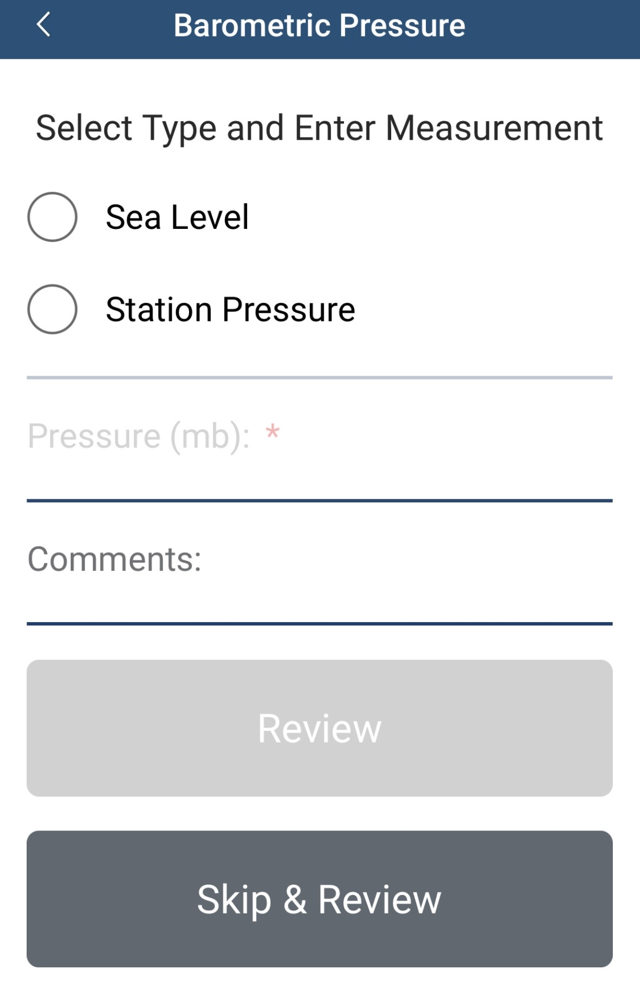 Barometric Pressure
Select Type and Enter Measurement
Sea Level
Station Pressure
Pressure (mb): *
Comments:
Review
Skip & Review